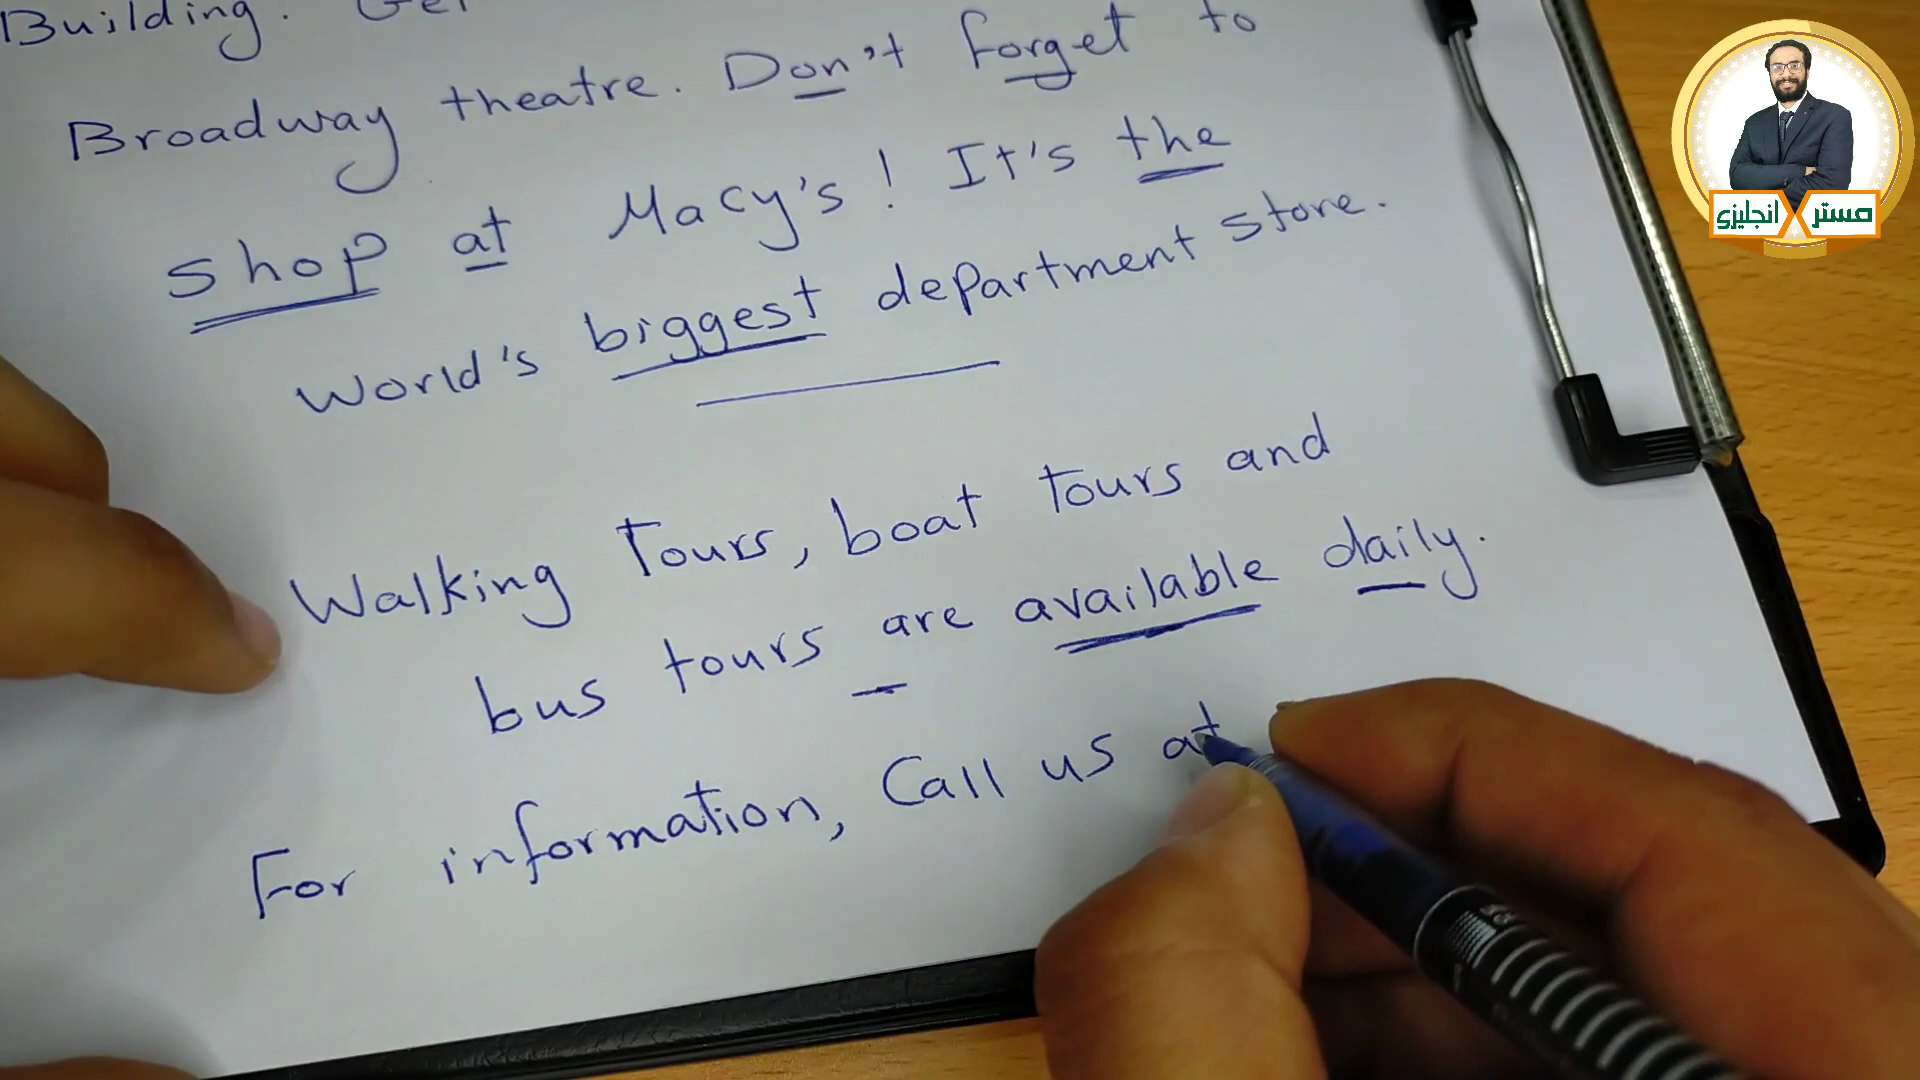 Building. Get
Broadway theatre. Don't forget to
shop at Macy's! It's the
World's biggest department store.
Walking Tours, boat tours and
bus tours are available daily.
For information, Call us at
مستر X انجليزي